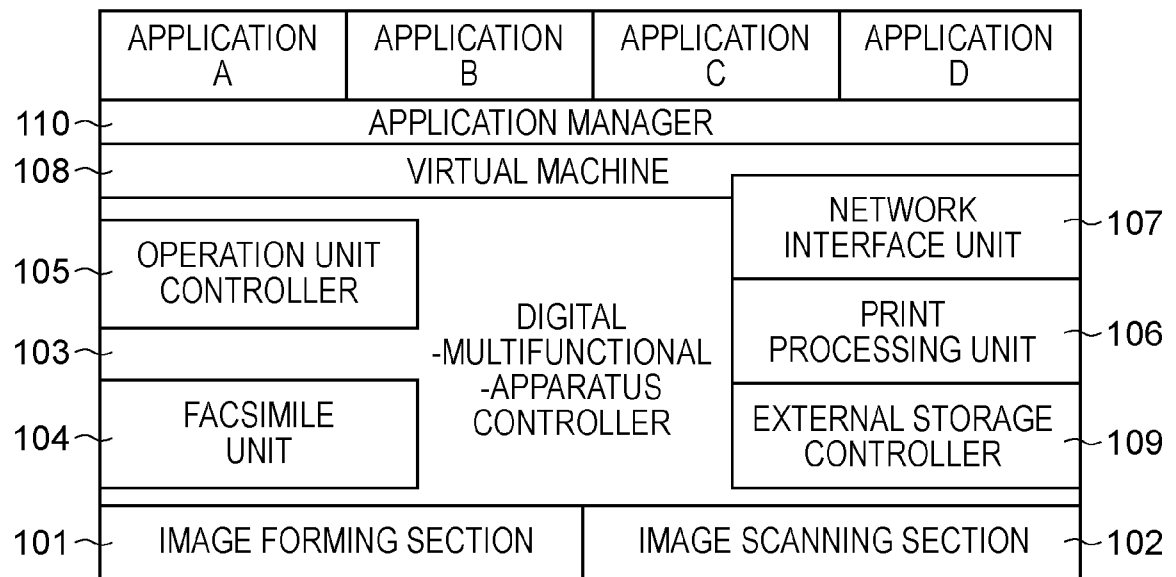 APPLICATION
A
APPLICATION
B
APPLICATION
C
APPLICATION
D
110
APPLICATION MANAGER
108
VIRTUAL MACHINE
NETWORK
INTERFACE UNIT
107
105
OPERATION UNIT
CONTROLLER
103
DIGITAL
-MULTIFUNCTIONAL
-APPARATUS
CONTROLLER
PRINT
PROCESSING UNIT
106
104
FACSIMILE
UNIT
EXTERNAL STORAGE
CONTROLLER
109
101
IMAGE FORMING SECTION
IMAGE SCANNING SECTION
102